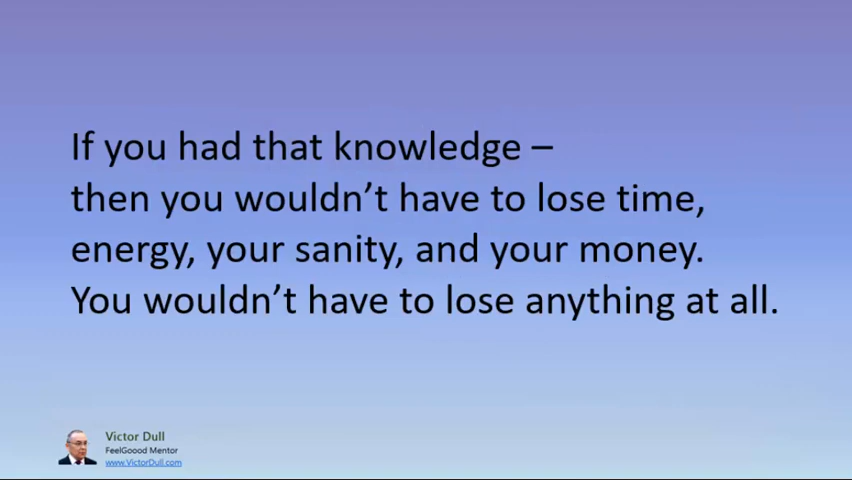 If you had that knowledge –
then you wouldn’t have to lose time,
energy, your sanity, and your money.
You wouldn’t have to lose anything at all.
Victor Dull
FeelGoood Mentor
www.VictorDull.com